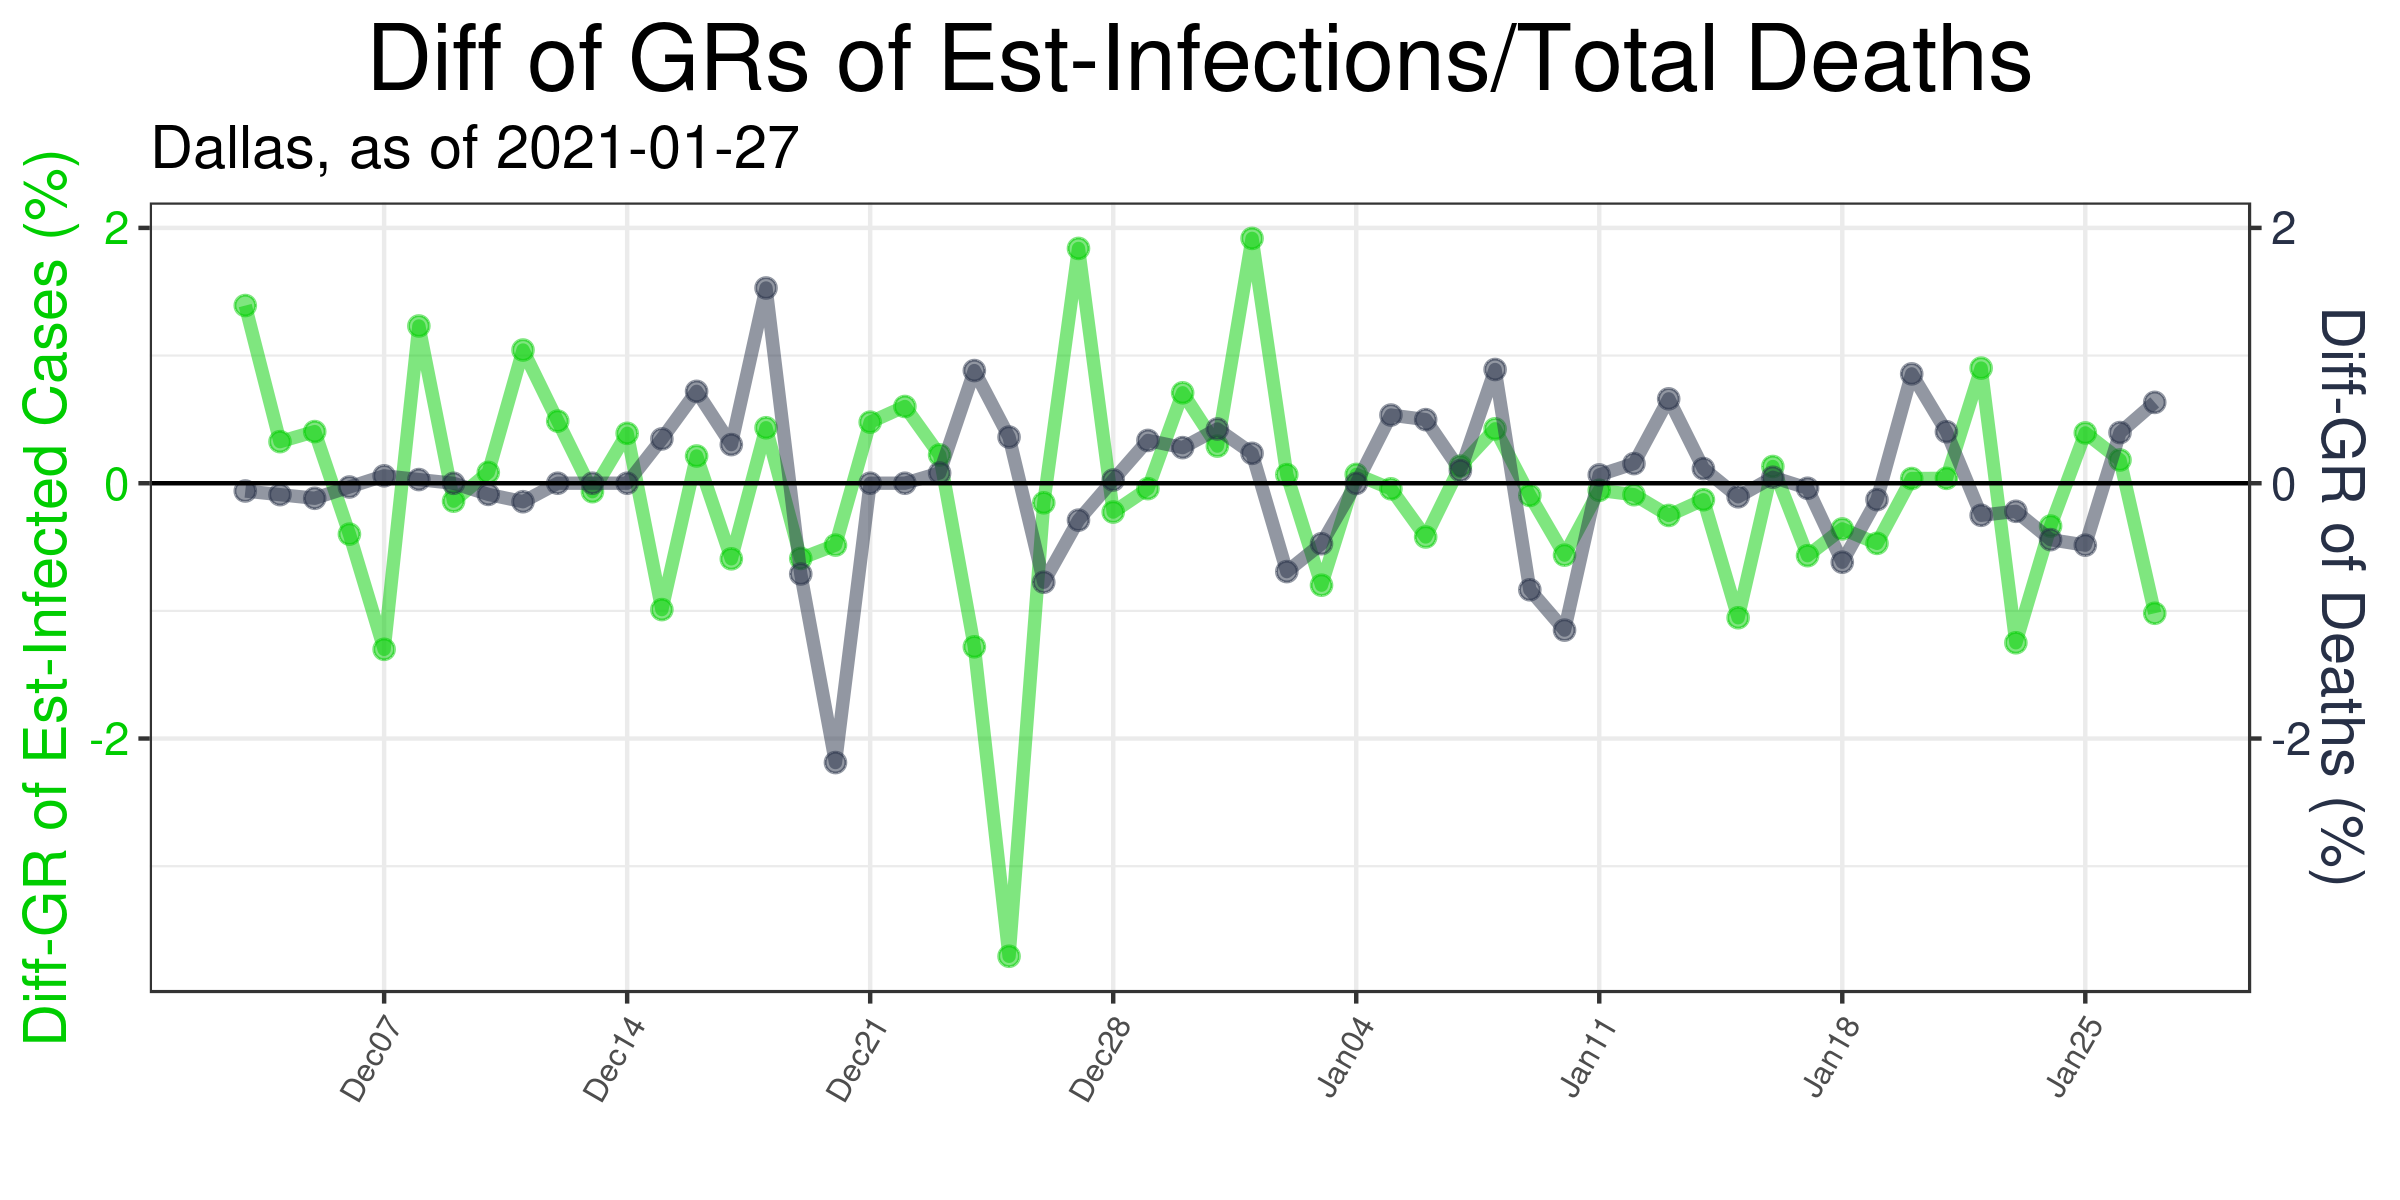 Diff of GRs of Est-Infections/Total Deaths
Dallas, as of 2021-01-27
Diff-GR of Est-Infected Cases (%)
2
0
-2
2
0
-2
Diff-GR of Deaths (%)
Dec07
Dec14
Dec21
Dec28
Jan04
Jan11
Jan18
Jan25